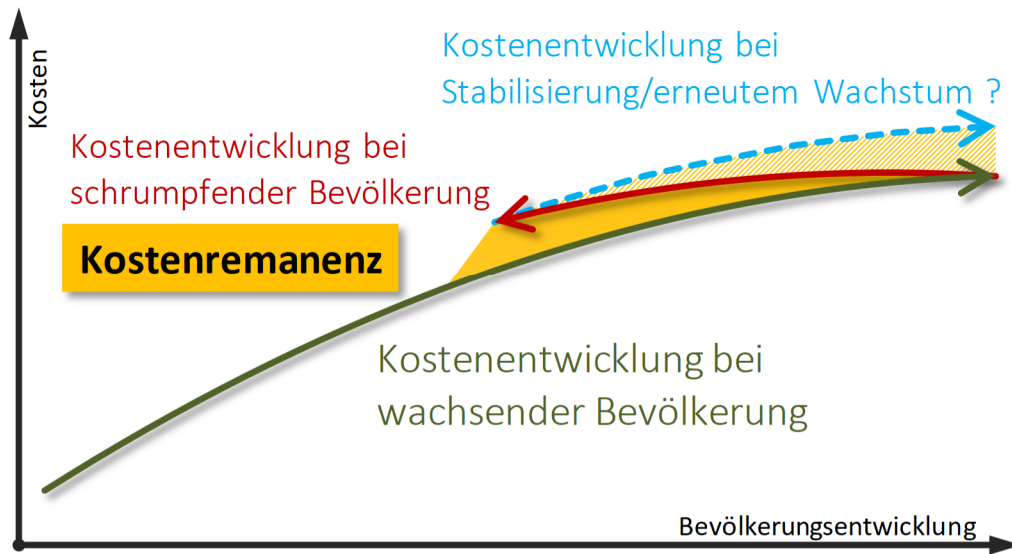 Kosten
Kostenentwicklung bei
Stabilisierung/erneutem Wachstum ?
Kostenentwicklung bei
schrumpfender Bevölkerung
Kostenremanenz
Kostenentwicklung bei
wachsender Bevölkerung
Bevölkerungsentwicklung